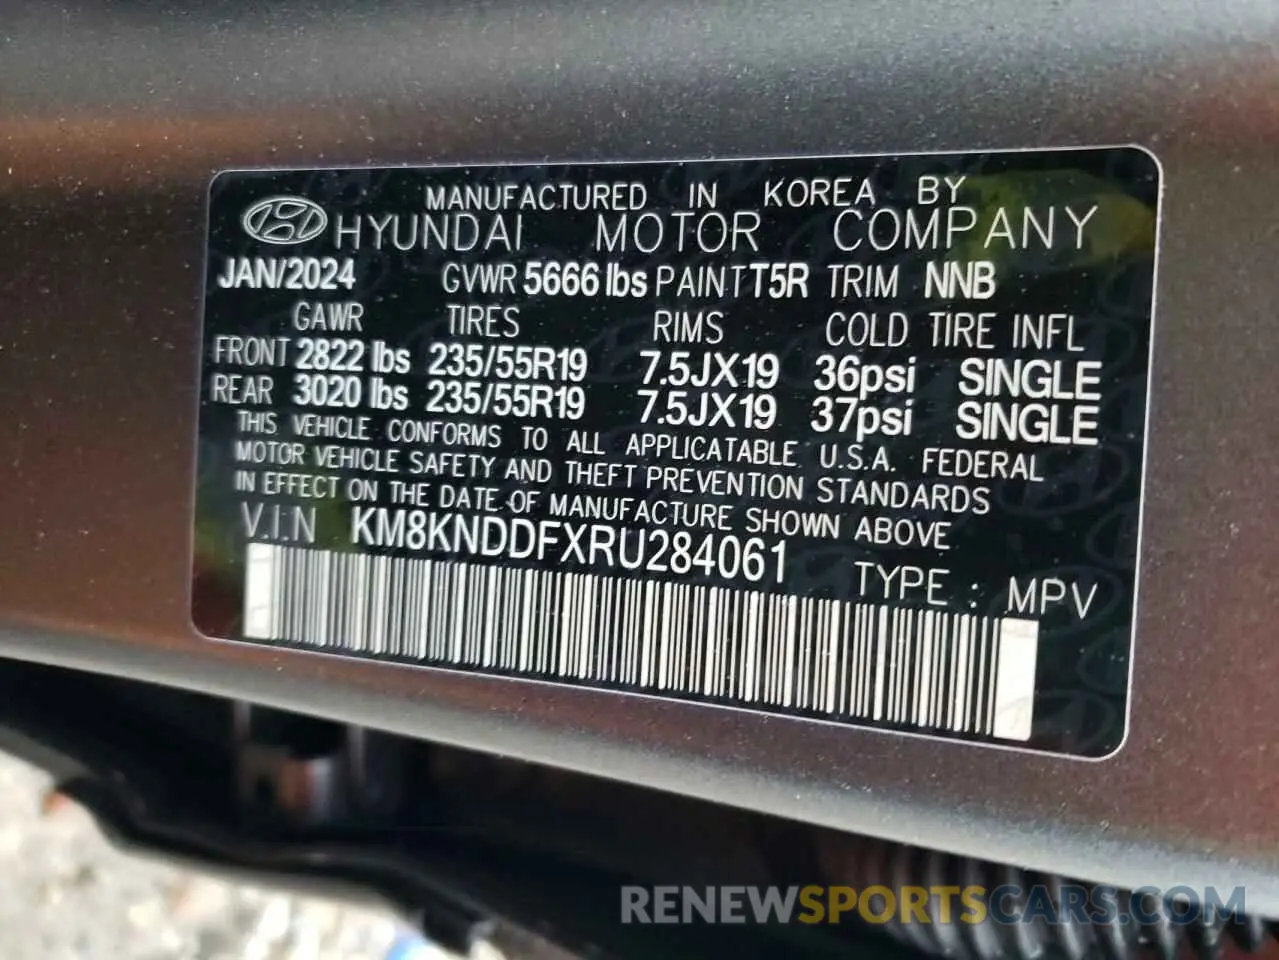 MANUFACTURED IN KOREA BY
HYUNDAI MOTOR COMPANY
JAN/2024 GVWR 5666 lbs PAINT T5R TRIM NNB
GAWR TIRES RIMS COLD TIRE INFL
FRONT 2822 lbs 235/55R19 7.5JX19 36psi SINGLE
REAR 3020 lbs 235/55R19 7.5JX19 37psi SINGLE
THIS VEHICLE CONFORMS TO ALL APPLICATABLE U.S.A. FEDERAL
MOTOR VEHICLE SAFETY AND THEFT PREVENTION STANDARDS
IN EFFECT ON THE DATE OF MANUFACTURE SHOWN ABOVE
V.I.N KM8KNDDFXRU284061 TYPE : MPV
RENEWSPORTSCARS.COM